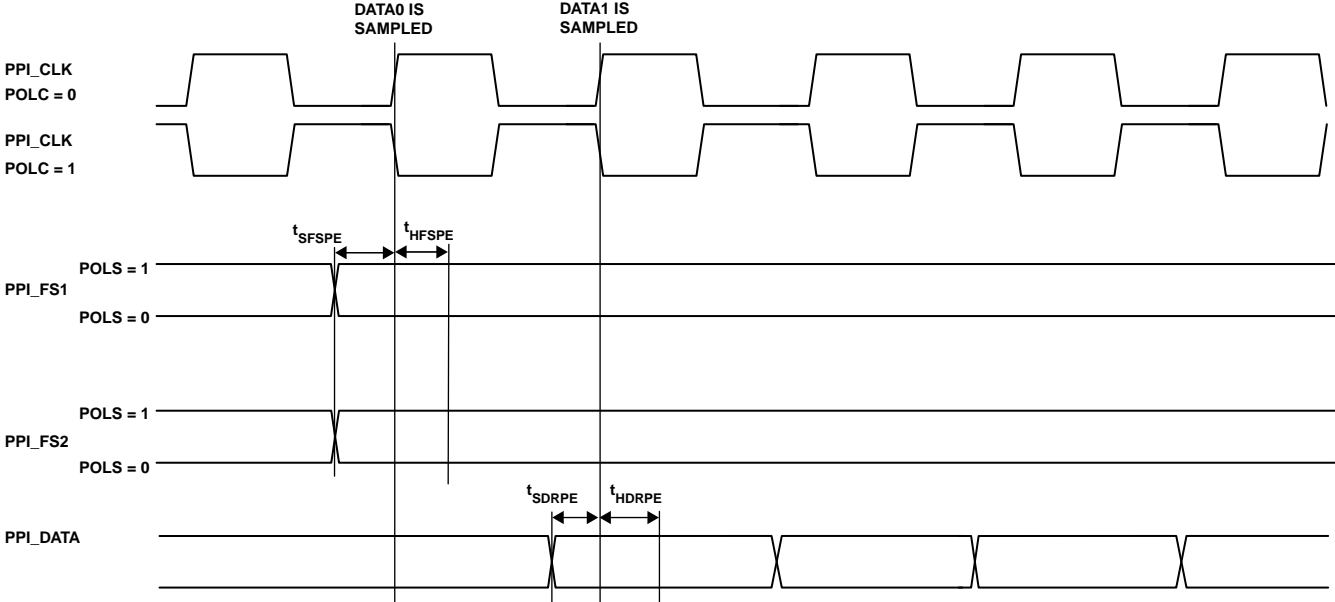 DATA0 IS
SAMPLED
DATA1 IS
SAMPLED
PPI_CLK
POLC = 0
PPI_CLK
POLC = 1
tSFSPE
tHFSPE
POLS = 1
PPI_FS1
POLS = 0
POLS = 1
PPI_FS2
POLS = 0
tSDRPE
tHDRPE
PPI_DATA